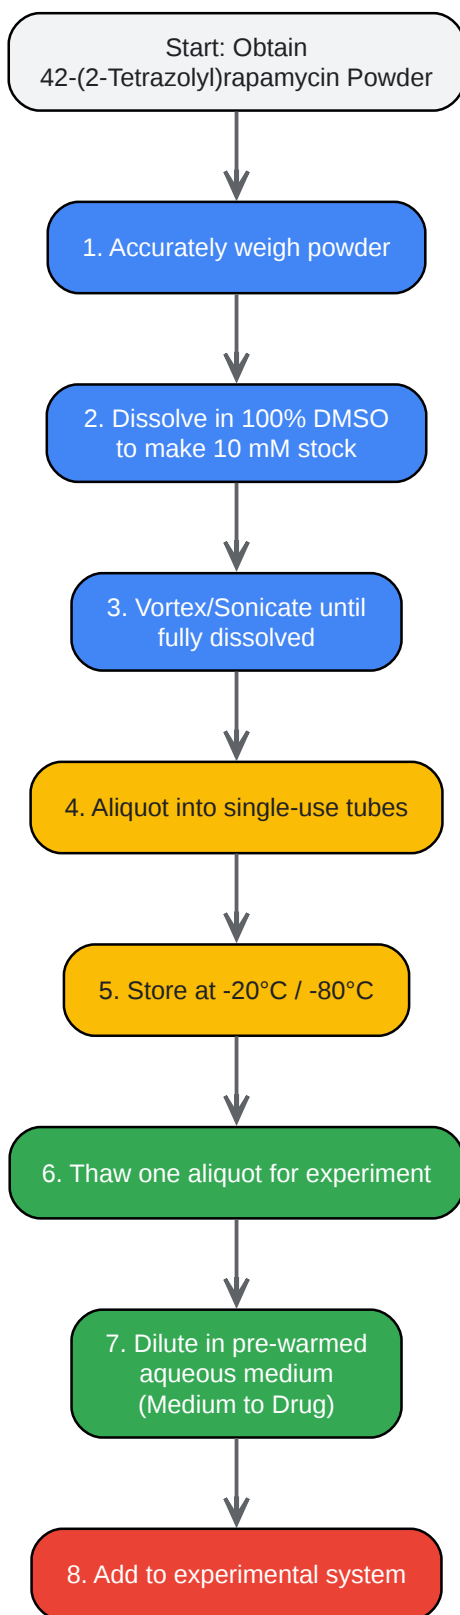 Start: Obtain
42-(2-Tetrazolyl)rapamycin Powder
1. Accurately weigh powder
2. Dissolve in 100% DMSO
to make 10 mM stock
3. Vortex/Sonicate until
fully dissolved
4. Aliquot into single-use tubes
5. Store at -20°C / -80°C
6. Thaw one aliquot for experiment
7. Dilute in pre-warmed
aqueous medium
(Medium to Drug)
8. Add to experimental system